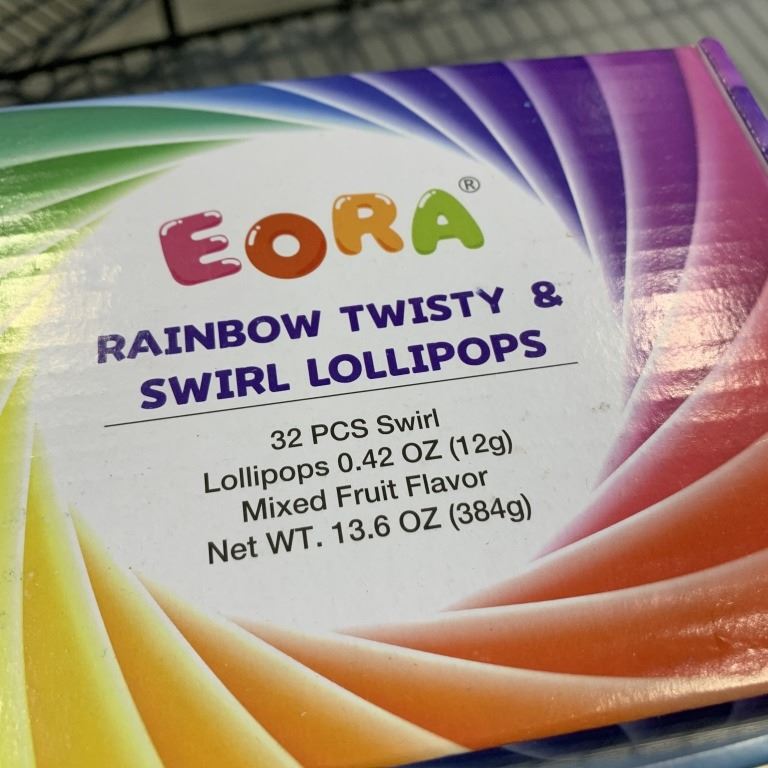 EORA®
RAINBOW TWISTY &
SWIRL LOLLIPOPS
32 PCS Swirl
Lollipops 0.42 OZ (12g)
Mixed Fruit Flavor
Net WT. 13.6 OZ (384g)